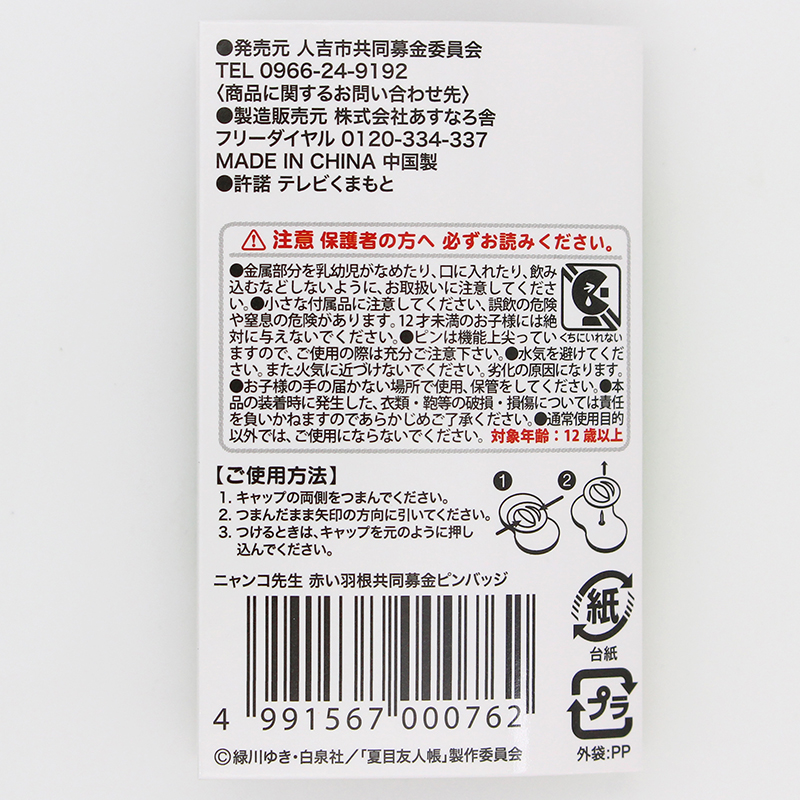 ●発売元 人吉市共同募金委員会
TEL 0966-24-9192
〈商品に関するお問い合わせ先〉
●製造販売元 株式会社あすなろ舎
フリーダイヤル 0120-334-337
MADE IN CHINA 中国製
●許諾 テレビくまもと
注意 保護者の方へ 必ずお読みください。
●金属部分を乳幼児がなめたり、口に入れたり、飲み
込むなどしないように、お取扱いに注意してくださ
い。●小さな付属品に注意してください、誤飲の危険
や窒息の危険があります。12才未満のお子様には絶
対に与えないでください。●ピンは機能上尖ってい
ますので、ご使用の際は充分ご注意下さい。●水気を避けてくだ
さい。また火気に近づけないでください。劣化の原因になります。
●お子様の手の届かない場所で使用、保管をしてください。●本
品の装着時に発生した、衣類・鞄等の破損・損傷については責任
を負いかねますのであらかじめご了承ください。●通常使用目的
以外では、ご使用にならないでください。 対象年齢:12歳以上
くちにいれない
【ご使用方法】
1. キャップの両側をつまんでください。
2. つまんだまま矢印の方向に引いてください。
3. つけるときは、キャップを元のように押し
込んでください。
1 2
ニャンコ先生 赤い羽根共同募金ピンバッジ
4 991567 000762
紙
台紙
プラ
外袋:PP
©緑川ゆき・白泉社/「夏目友人帳」製作委員会